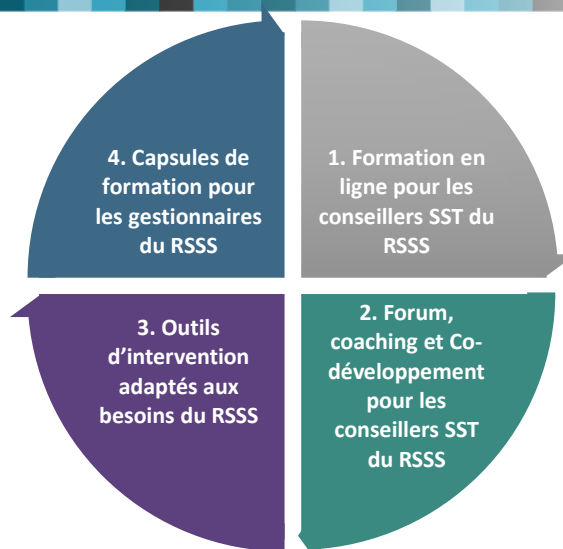 1. Formation en
ligne pour les
conseillers SST du
RSSS
2. Forum,
coaching et Co-
développement
pour les
conseillers SST
du RSSS
3. Outils
d'intervention
adaptés aux
besoins du RSSS
4. Capsules de
formation pour
les gestionnaires
du RSSS